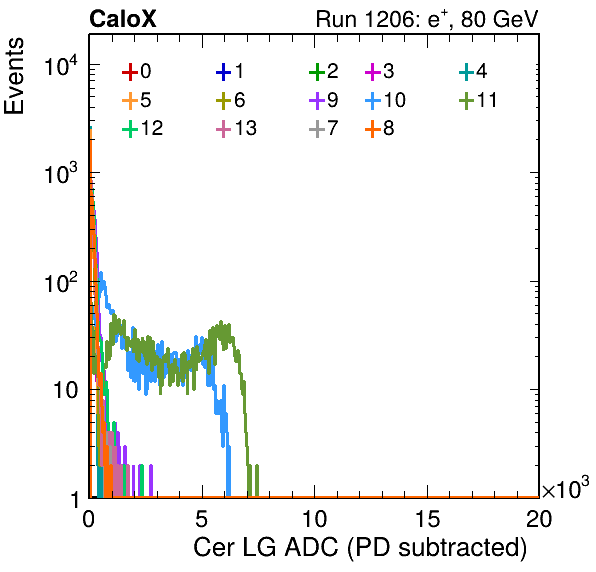 CaloX Run 1206: e⁺, 80 GeV
Events
10⁴
10³
10²
10
1
0 1 2 3 4
5 6 9 10 11
12 13 7 8
0 5 10 15 20
×10³
Cer LG ADC (PD subtracted)